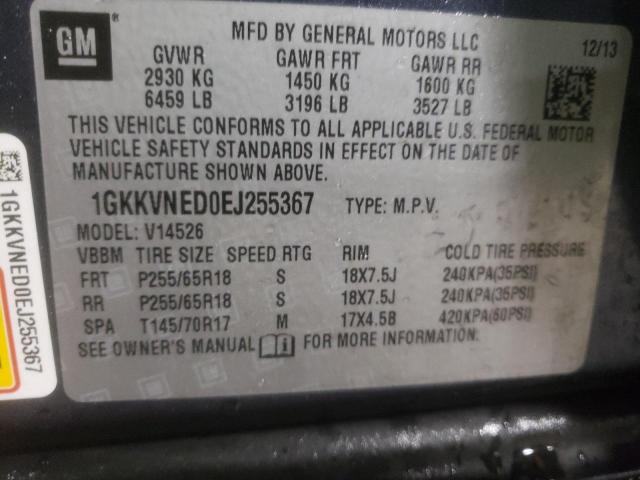 GM
MFD BY GENERAL MOTORS LLC
12/13
GVWR GAWR FRT GAWR RR
2930 KG 1450 KG 1600 KG
6459 LB 3196 LB 3527 LB
THIS VEHICLE CONFORMS TO ALL APPLICABLE U.S. FEDERAL MOTOR
VEHICLE SAFETY STANDARDS IN EFFECT ON THE DATE OF
MANUFACTURE SHOWN ABOVE.
1GKKVNED0EJ255367 TYPE: M.P.V.
MODEL: V14526
VBBM TIRE SIZE SPEED RTG RIM COLD TIRE PRESSURE
FRT P255/65R18 S 18X7.5J 240KPA(35PSI)
RR P255/65R18 S 18X7.5J 240KPA(35PSI)
SPA T145/70R17 M 17X4.5B 420KPA(60PSI)
SEE OWNER'S MANUAL FOR MORE INFORMATION.
1GKKVNED0EJ255367